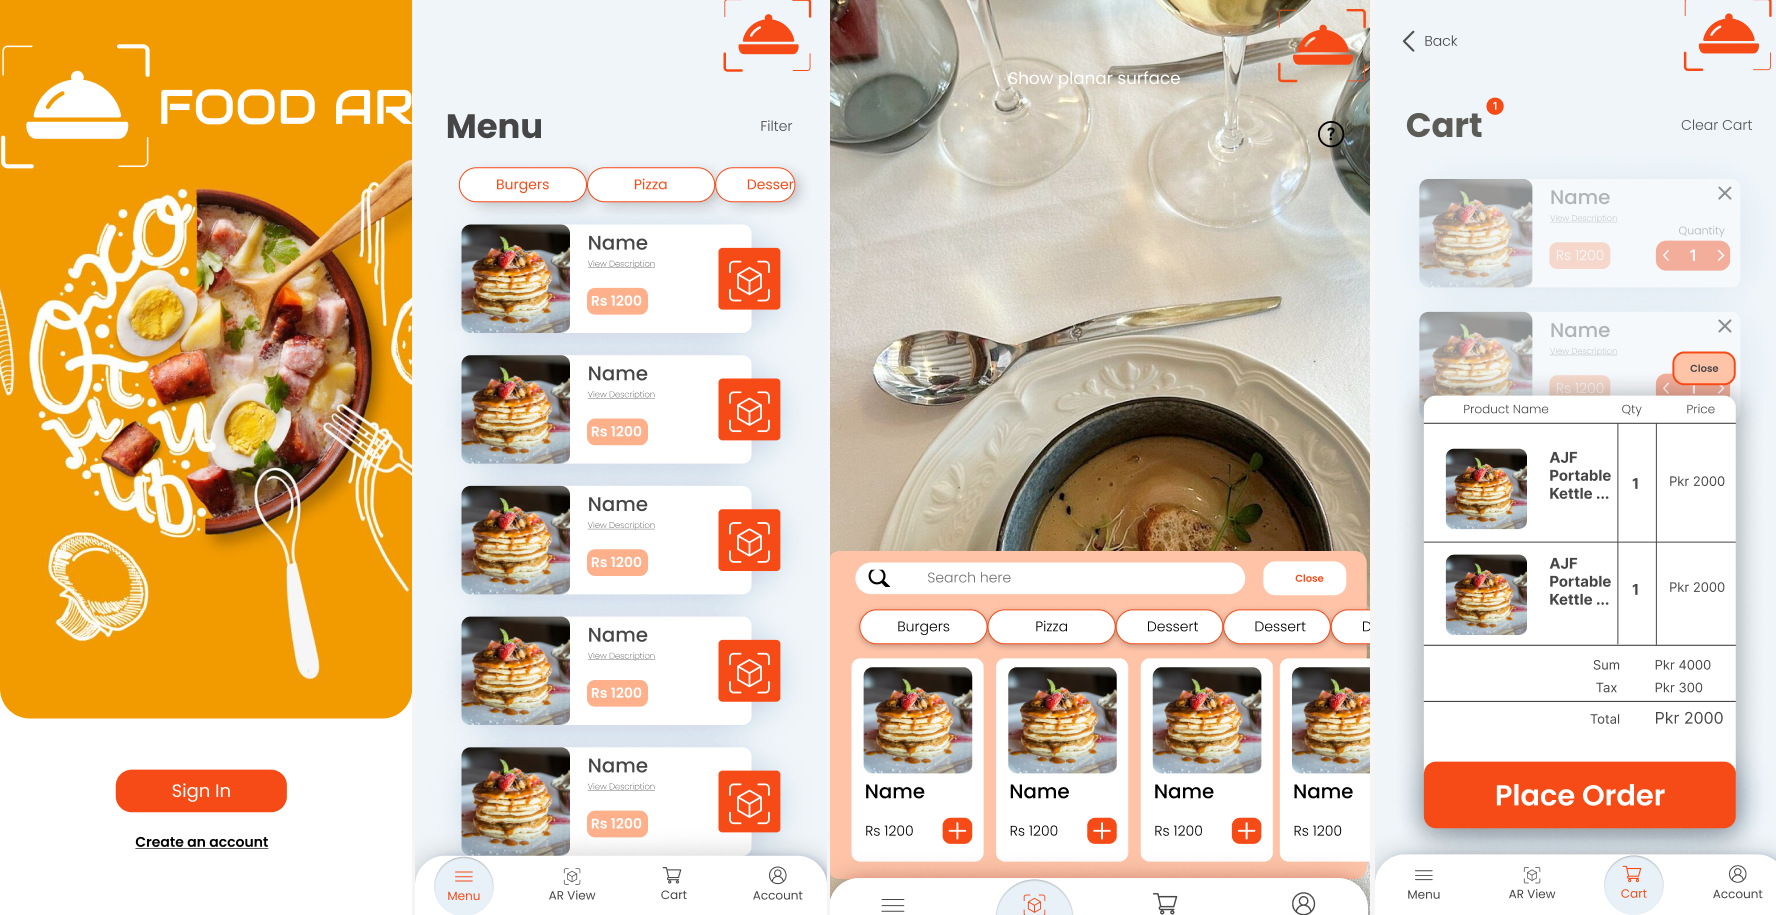 FOOD AR
Sign In
Create an account
Menu
Filter
Burgers
Pizza
Desser
Name
View Description
Rs 1200
Name
View Description
Rs 1200
Name
View Description
Rs 1200
Name
View Description
Rs 1200
Name
View Description
Rs 1200
Menu
AR View
Cart
Account
Show planar surface
?
Search here
Close
Burgers
Pizza
Dessert
Dessert
D
Name
Name
Name
Name
Rs 1200
Rs 1200
Rs 1200
Rs 1200
Back
Cart
1
Clear Cart
Name
View Description
Quantity
Rs 1200
1
Name
View Description
Close
Rs 1200
1
Product Name
Qty
Price
AJF
Portable
Kettle ...
1
Pkr 2000
AJF
Portable
Kettle ...
1
Pkr 2000
Sum
Pkr 4000
Tax
Pkr 300
Total
Pkr 2000
Place Order
Menu
AR View
Cart
Account